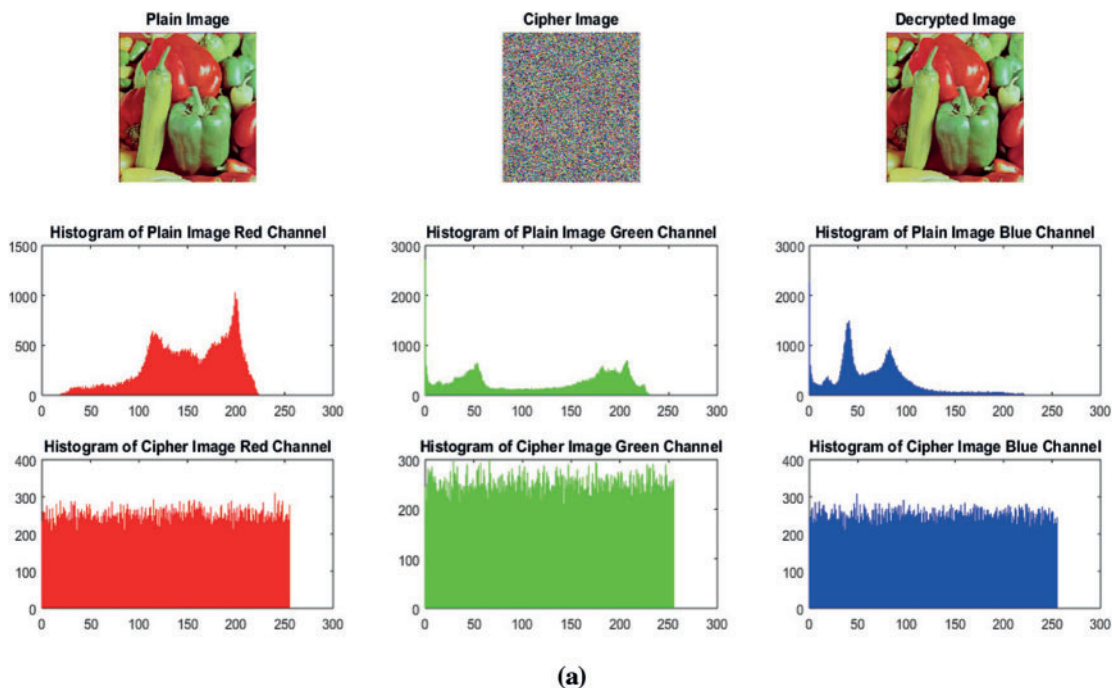 Plain Image
Cipher Image
Decrypted Image
Histogram of Plain Image Red Channel
1500
1000
500
0
0 50 100 150 200 250 300
Histogram of Plain Image Green Channel
3000
2000
1000
0
0 50 100 150 200 250 300
Histogram of Plain Image Blue Channel
3000
2000
1000
0
0 50 100 150 200 250 300
Histogram of Cipher Image Red Channel
400
300
200
100
0
0 50 100 150 200 250 300
Histogram of Cipher Image Green Channel
300
200
100
0
0 50 100 150 200 250 300
Histogram of Cipher Image Blue Channel
400
300
200
100
0
0 50 100 150 200 250 300
(a)